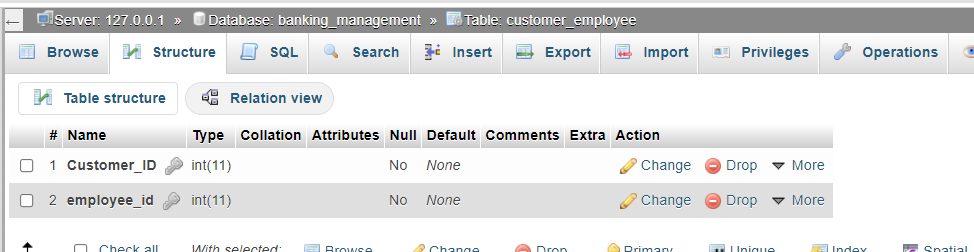 ← Server: 127.0.0.1 » Database: banking_management » Table: customer_employee
Browse Structure SQL Search Insert Export Import Privileges Operations
Table structure Relation view
# Name Type Collation Attributes Null Default Comments Extra Action
1 Customer_ID int(11) No None Change Drop More
2 employee_id int(11) No None Change Drop More
Check all With selected: Browse Change Drop Primary Unique Index Spatial